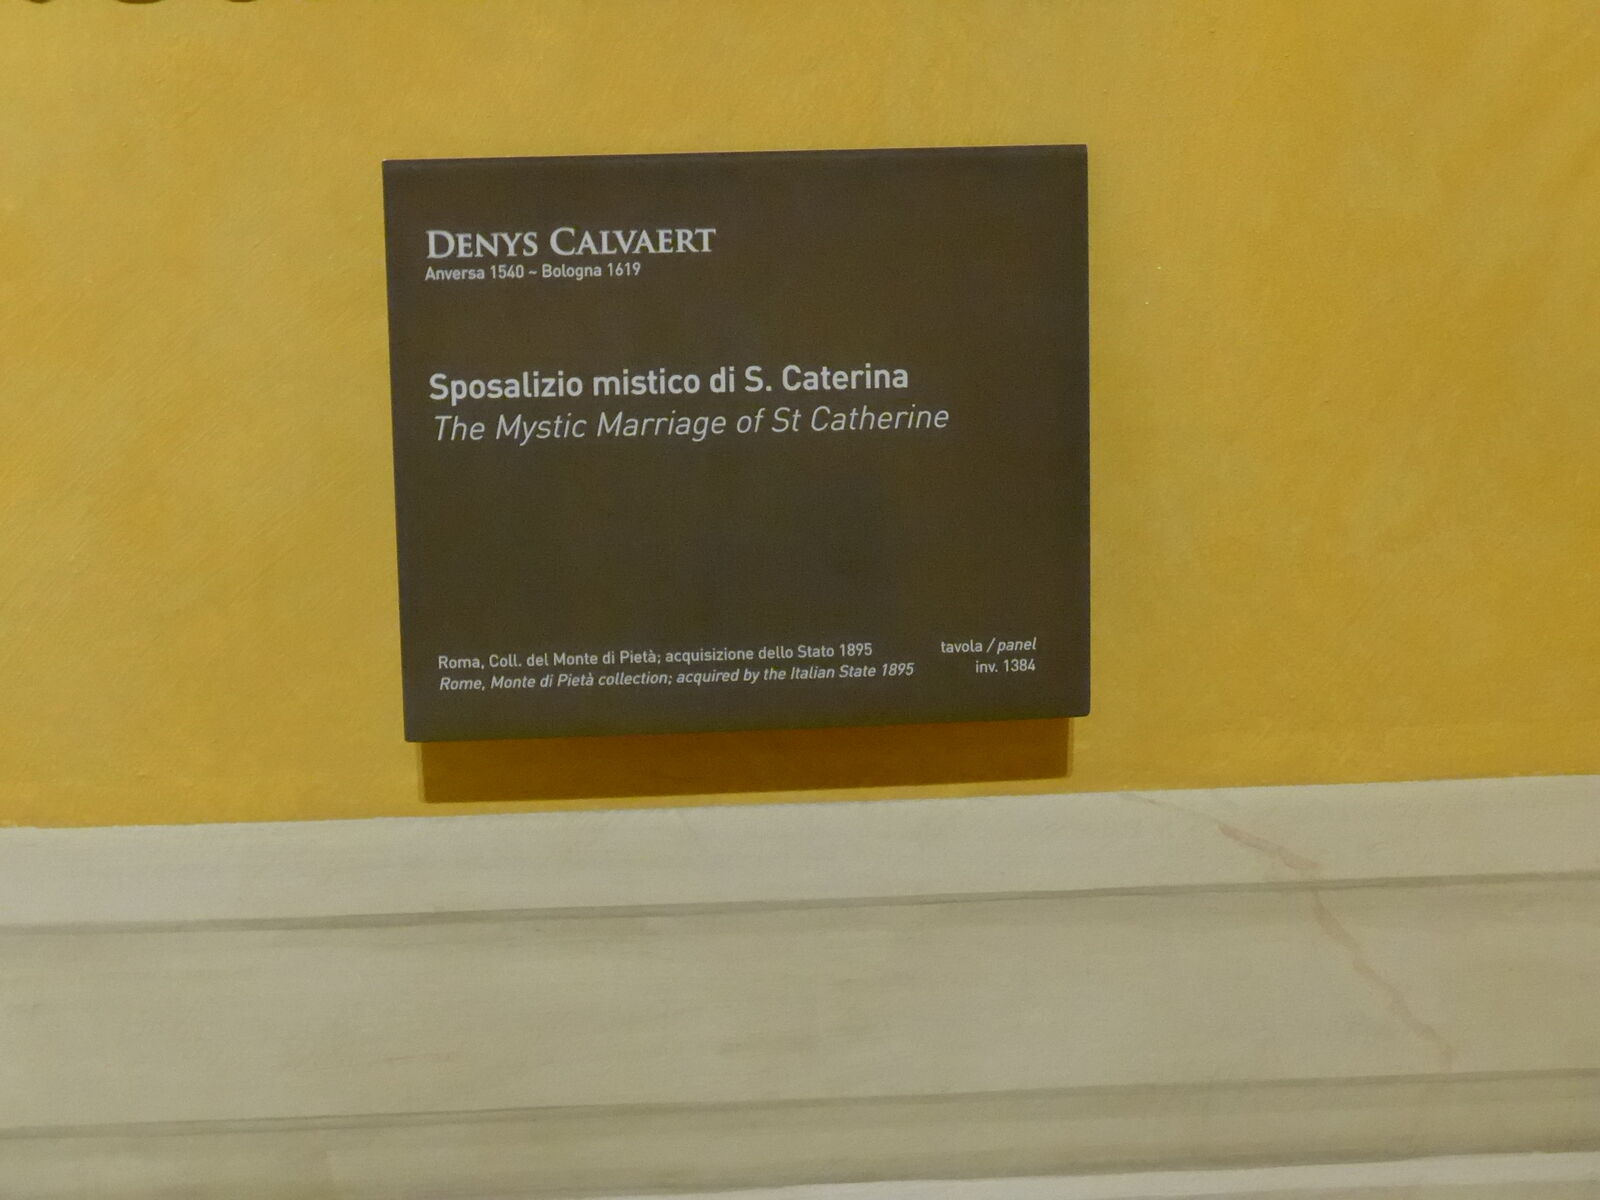 DENYS CALVAERT
Anversa 1540 ~ Bologna 1619
Sposalizio mistico di S. Caterina
The Mystic Marriage of St Catherine
Roma, Coll. del Monte di Pietà; acquisizione dello Stato 1895
Rome, Monte di Pietà collection; acquired by the Italian State 1895
tavola / panel
inv. 1384